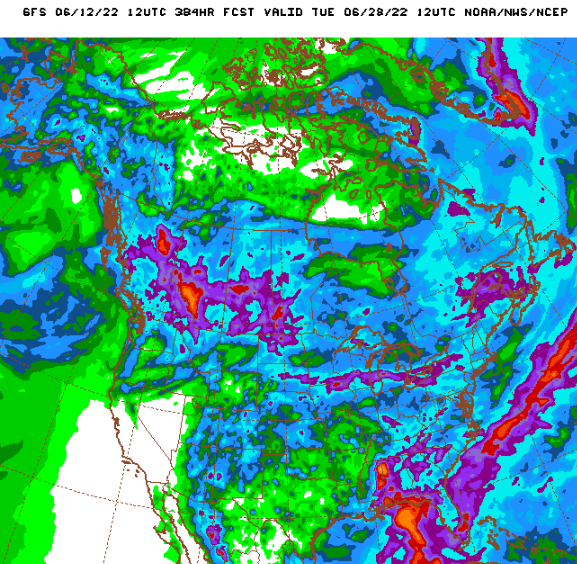 GFS 06/12/22 12UTC 384HR FCST VALID TUE 06/28/22 12UTC NOAA/NWS/NCEP